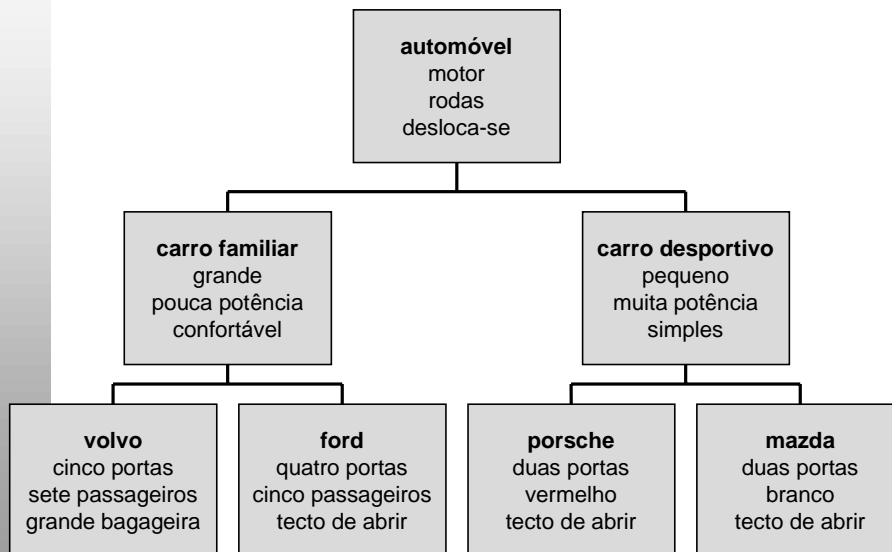 automóvel
motor
rodas
desloca-se
carro familiar
grande
pouca potência
confortável
carro desportivo
pequeno
muita potência
simples
volvo
cinco portas
sete passageiros
grande bagageira
ford
quatro portas
cinco passageiros
tecto de abrir
porsche
duas portas
vermelho
tecto de abrir
mazda
duas portas
branco
tecto de abrir